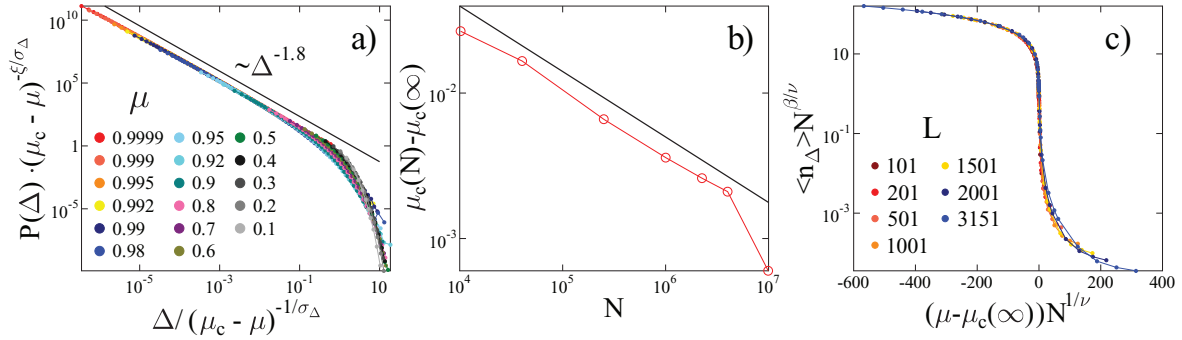 a)
P(Δ)·(μc - μ)^-ξ/σΔ
10^10
10^5
1
10^-5
~Δ^-1.8
μ
0.9999 0.95 0.5
0.999 0.92 0.4
0.995 0.9 0.3
0.992 0.8 0.2
0.99 0.7 0.1
0.98 0.6
10^-5 10^-3 10^-1 10
Δ/(μc - μ)^-1/σΔ
b)
μc(N)-μc(∞)
10^-2
10^-3
10^4 10^5 10^6 10^7
N
c)
<nΔ>N^β/ν
10
10^-1
10^-4
L
101 1501
201 2001
501 3151
1001
-600 -400 -200 0 200 400
(μ-μc(∞))N^1/ν